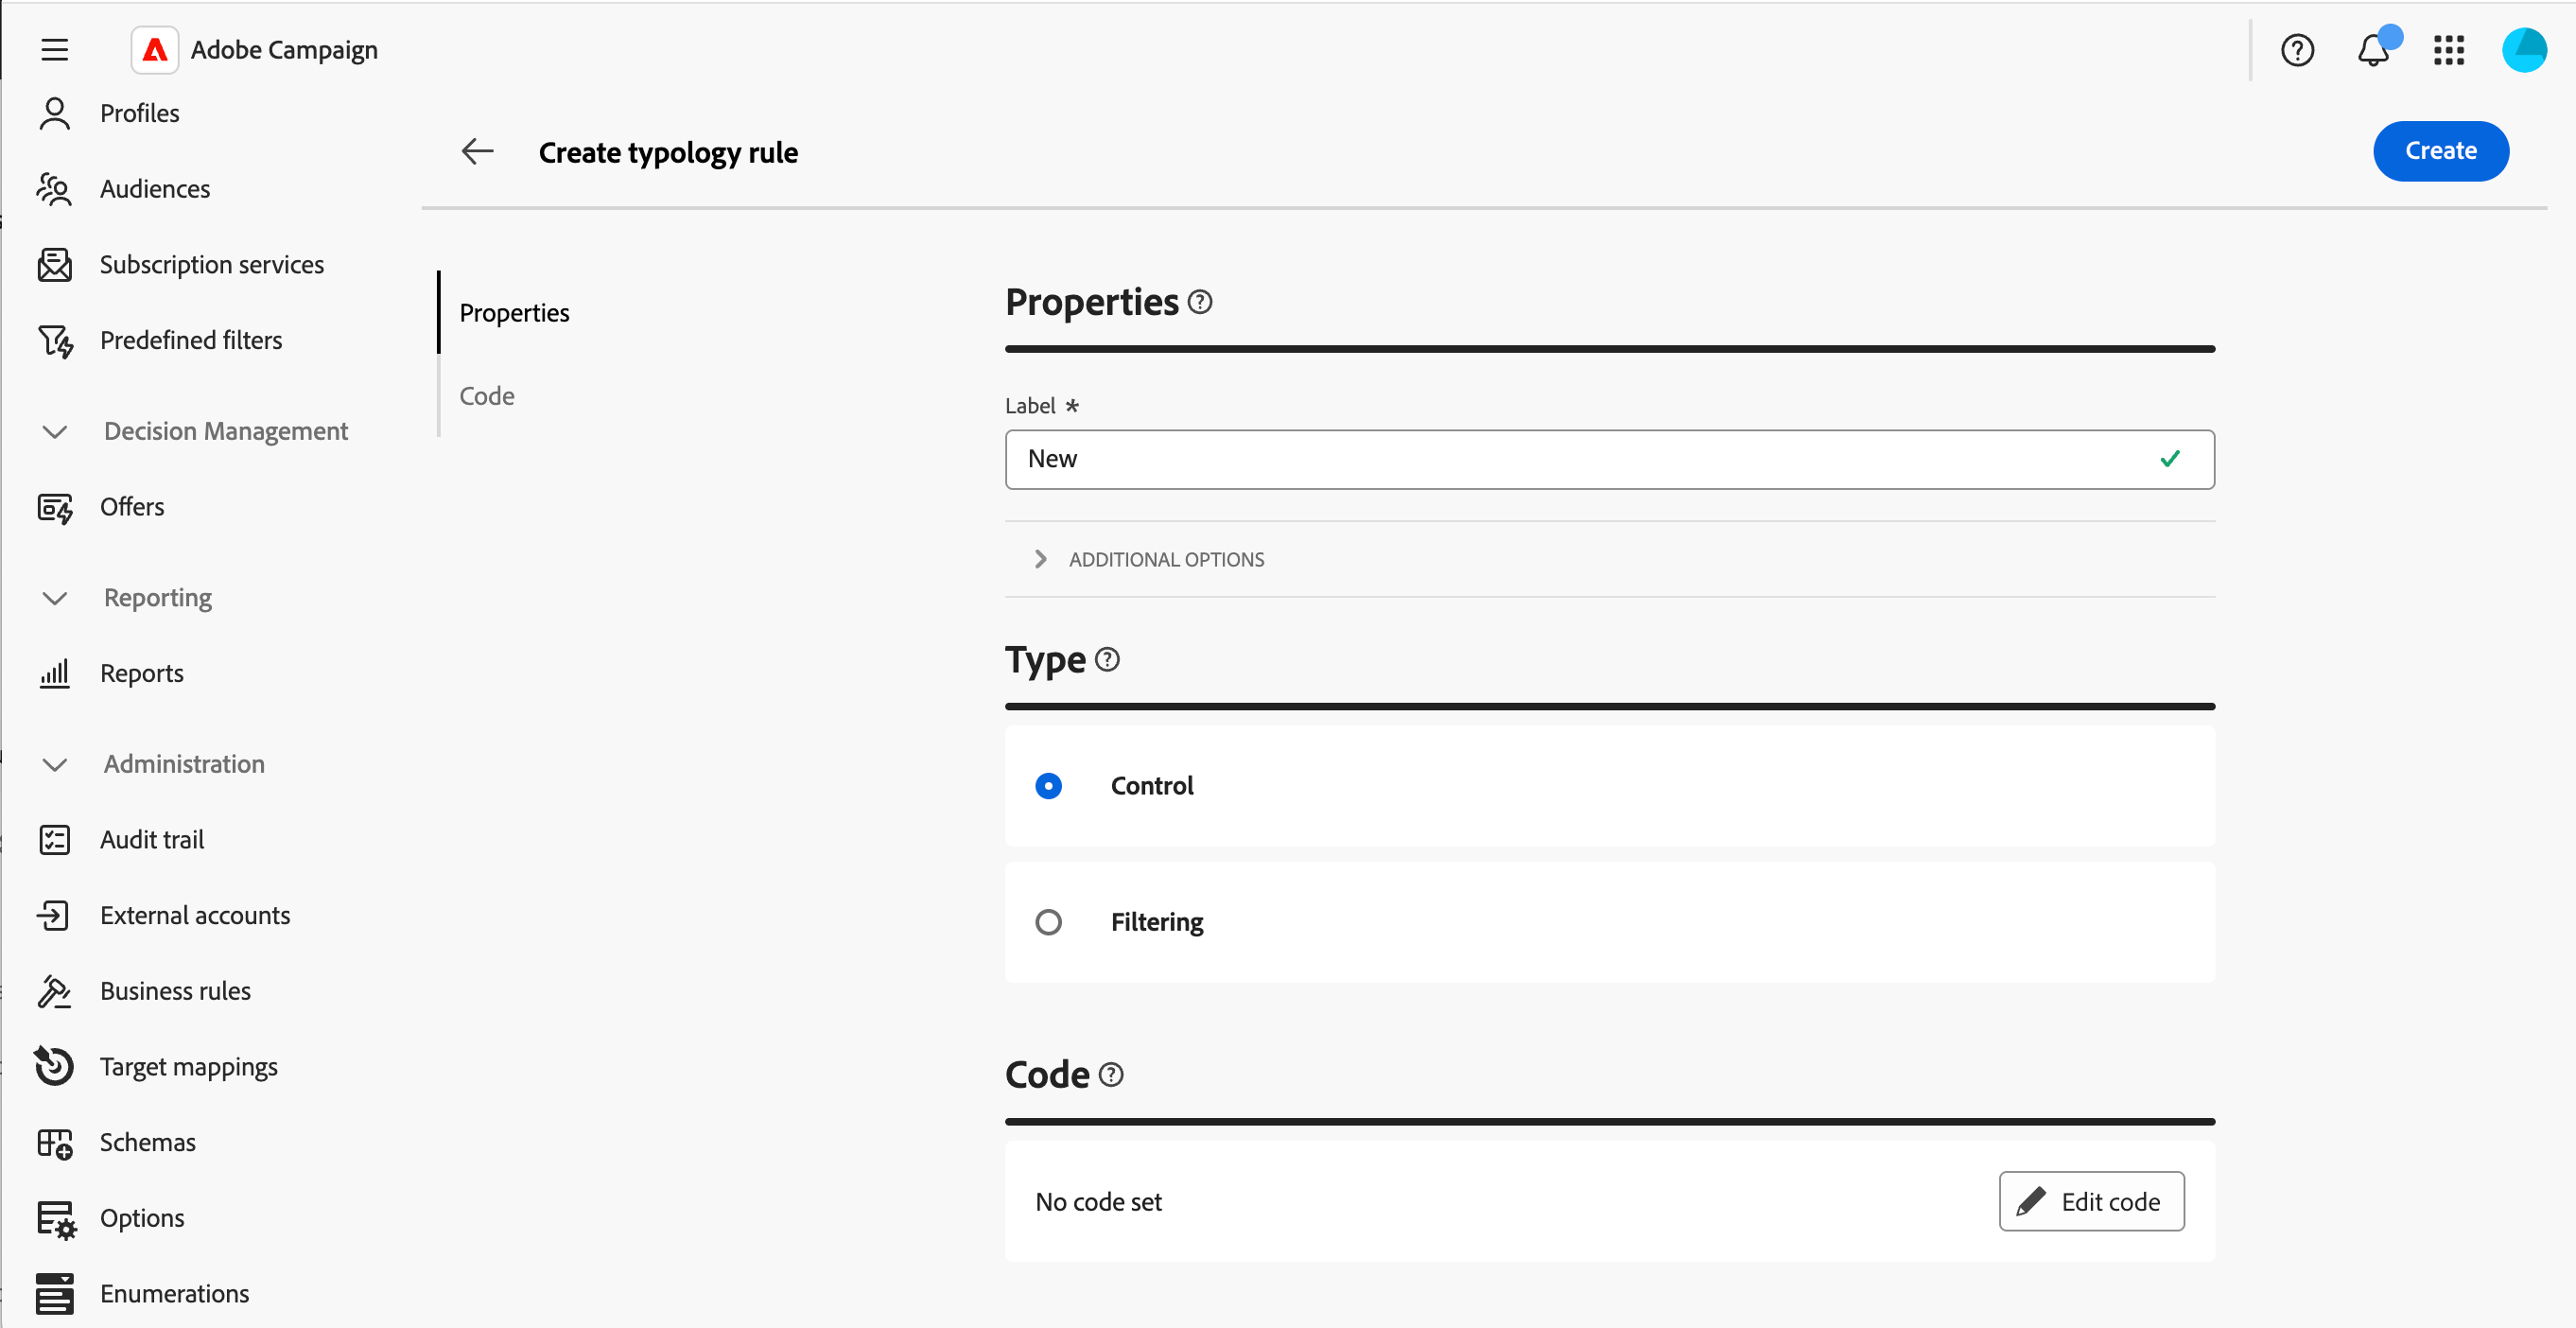 Adobe Campaign
Profiles
Audiences
Subscription services
Predefined filters
Decision Management
Offers
Reporting
Reports
Administration
Audit trail
External accounts
Business rules
Target mappings
Schemas
Options
Enumerations
Create typology rule
Create
Properties
Code
Properties
Label *
New
ADDITIONAL OPTIONS
Type
Control
Filtering
Code
No code set
Edit code